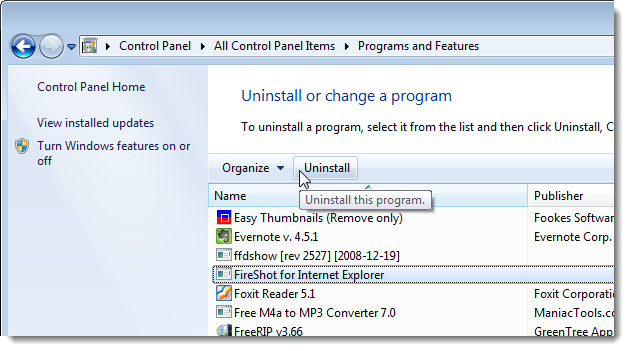 Control Panel ▸ All Control Panel Items ▸ Programs and Features
Control Panel Home
View installed updates
Turn Windows features on or
off
Uninstall or change a program
To uninstall a program, select it from the list and then click Uninstall, C
Organize Uninstall
Uninstall this program.
Name Publisher
Easy Thumbnails (Remove only) Fookes Software
Evernote v. 4.5.1 Evernote Corp.
ffdshow [rev 2527] [2008-12-19]
FireShot for Internet Explorer
Foxit Reader 5.1 Foxit Corporatio
Free M4a to MP3 Converter 7.0 ManiacTools.co
FreeRIP v3.66 GreenTree App